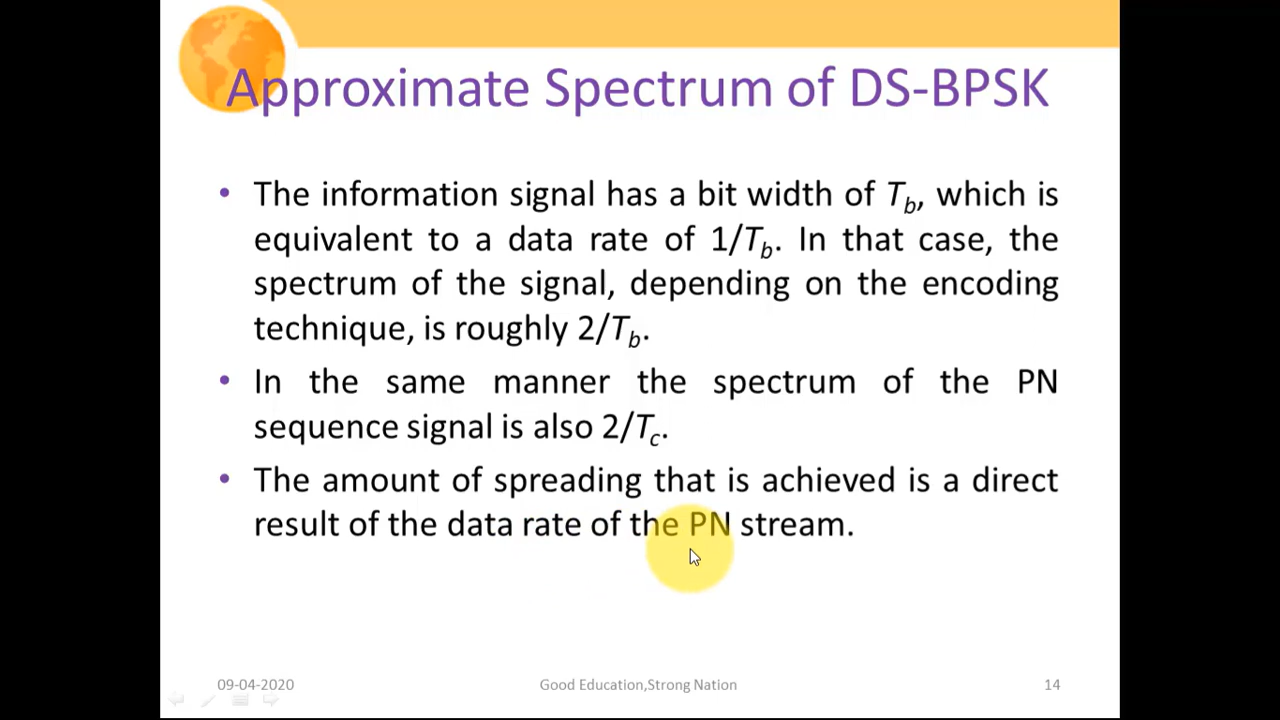 Approximate Spectrum of DS-BPSK
• The information signal has a bit width of Tb, which is
equivalent to a data rate of 1/Tb. In that case, the
spectrum of the signal, depending on the encoding
technique, is roughly 2/Tb.
• In the same manner the spectrum of the PN
sequence signal is also 2/Tc.
• The amount of spreading that is achieved is a direct
result of the data rate of the PN stream.
09-04-2020 Good Education,Strong Nation 14